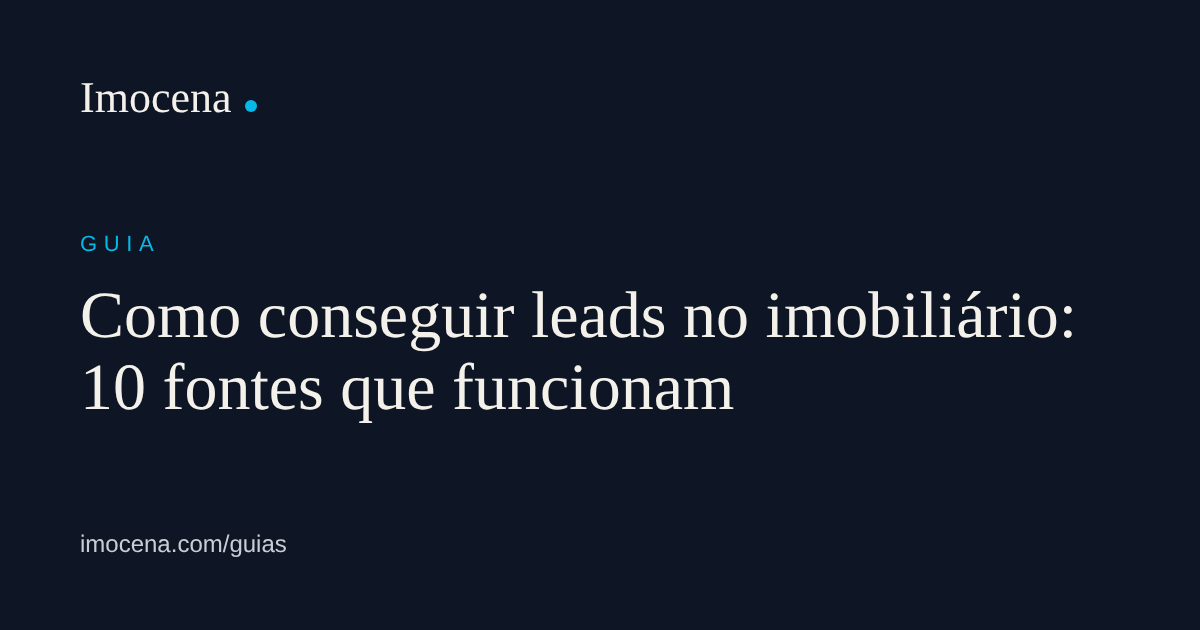 Imocena
GUIA
Como conseguir leads no imobiliário:
10 fontes que funcionam
imocena.com/guias